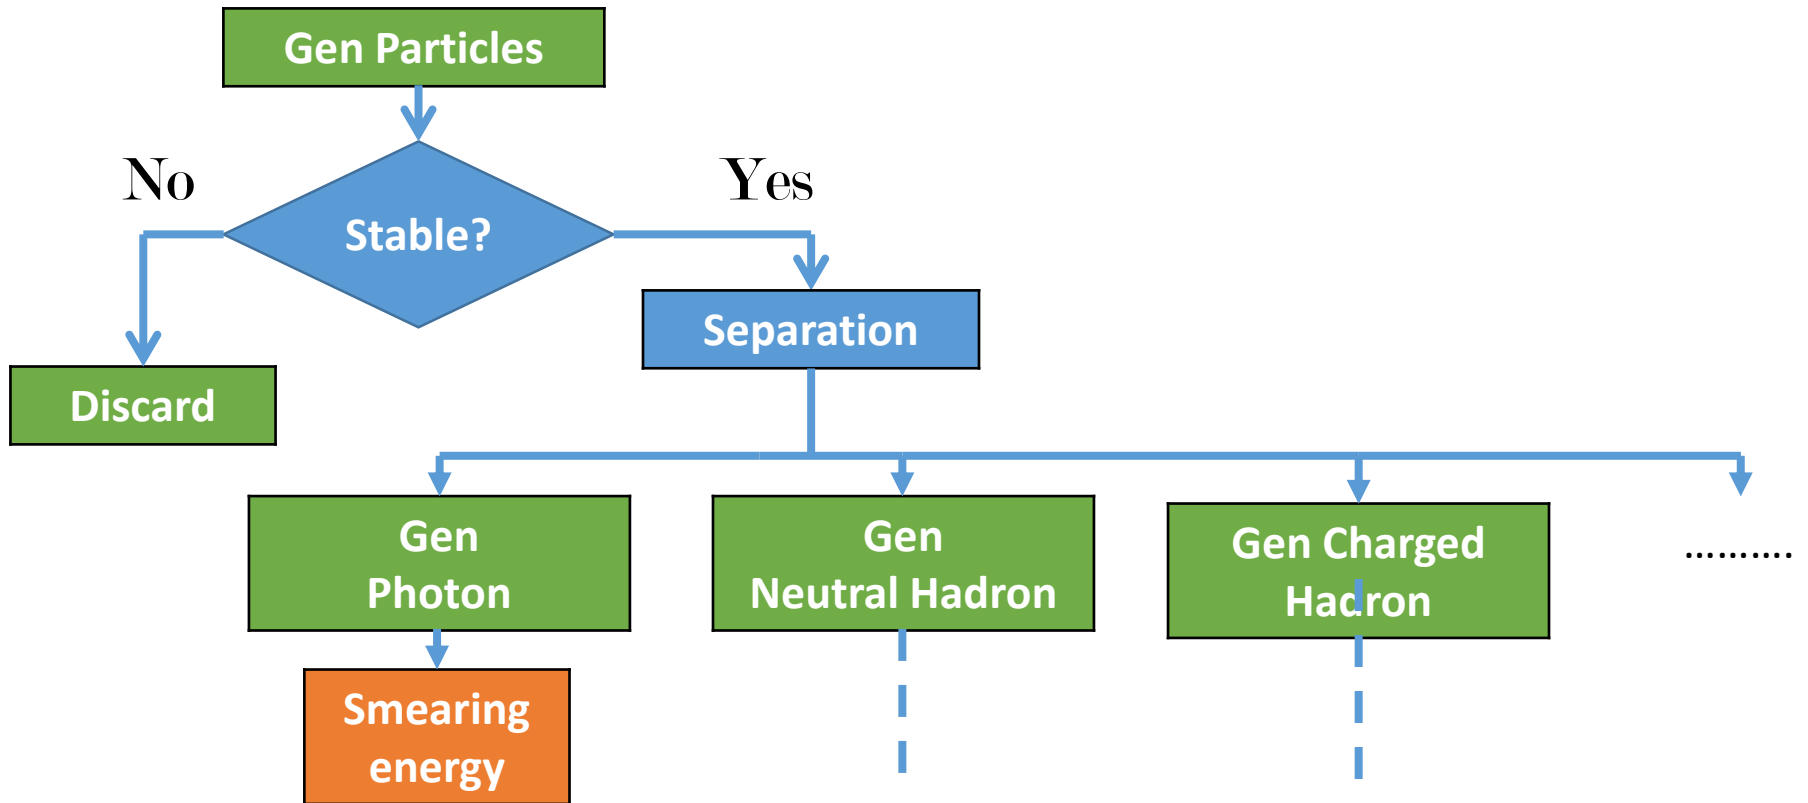 Gen Particles
No
Yes
Stable?
Separation
Discard
Gen
Photon
Gen
Neutral Hadron
Gen Charged
Hadron
..........
Smearing
energy